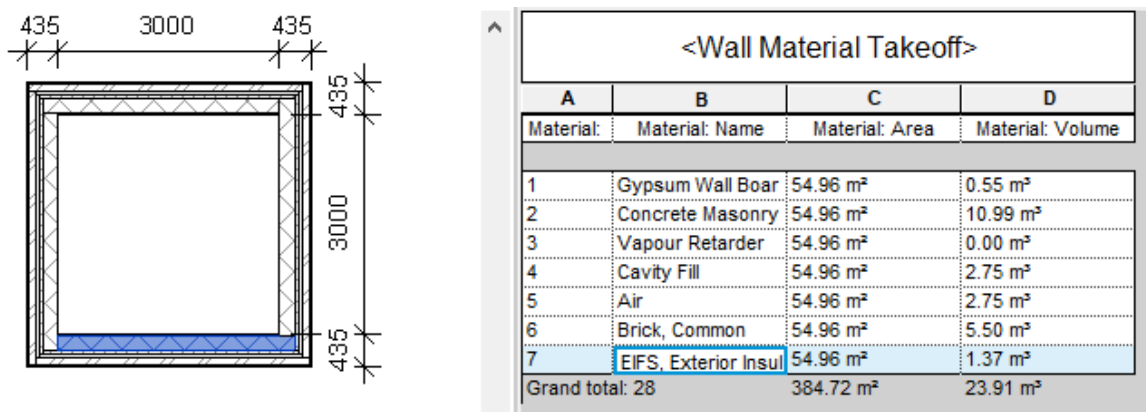 435 3000 435
435
3000
435
<Wall Material Takeoff>
A B C D
Material: Material: Name Material: Area Material: Volume
1 Gypsum Wall Boar 54.96 m² 0.55 m³
2 Concrete Masonry 54.96 m² 10.99 m³
3 Vapour Retarder 54.96 m² 0.00 m³
4 Cavity Fill 54.96 m² 2.75 m³
5 Air 54.96 m² 2.75 m³
6 Brick, Common 54.96 m² 5.50 m³
7 EIFS, Exterior Insul 54.96 m² 1.37 m³
Grand total: 28 384.72 m² 23.91 m³